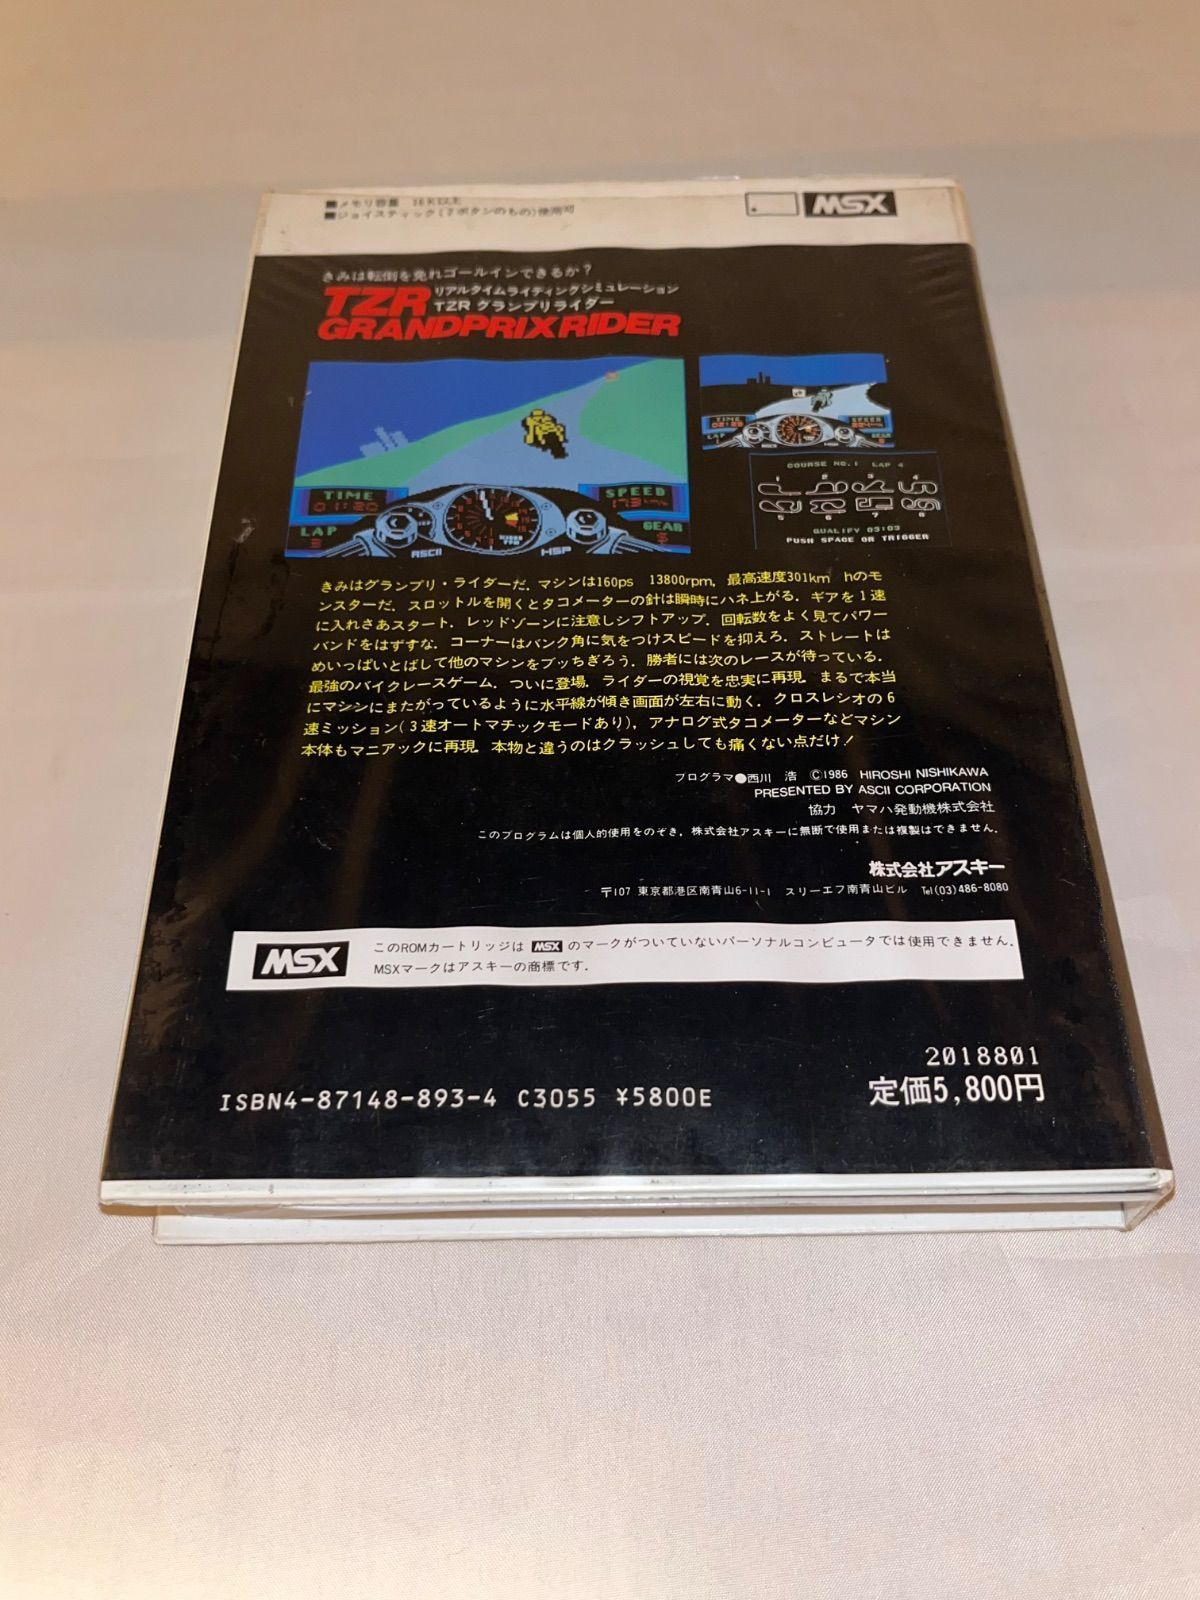 ■メモリ容量 16K以上
■ジョイスティック(2ボタンのもの)使用可
MSX
きみは転倒を免れゴールインできるか?
TZR リアルタイムライディングシミュレーション
TZR グランプリライダー
GRANDPRIXRIDER
TIME
01:20
LAP
3
ASCII
X1000
RPM
HSP
SPEED
173km/h
GEAR
5
TIME
LAP
SPEED
GEAR
COURSE NO.1 LAP 4
1 2 3 4
5 6 7 8
QUALIFY 03:03
PUSH SPACE OR TRIGGER
きみはグランプリ・ライダーだ.マシンは160ps 13800rpm,最高速度301km hのモ
ンスターだ.スロットルを開くとタコメーターの針は瞬時にハネ上がる.ギアを1速
に入れさあスタート.レッドゾーンに注意しシフトアップ.回転数をよく見てパワー
バンドをはずすな.コーナーはバンク角に気をつけスピードを抑えろ.ストレートは
めいっぱいとばして他のマシンをブッちぎろう.勝者には次のレースが待っている.
最強のバイクレースゲーム.ついに登場.ライダーの視覚を忠実に再現.まるで本当
にマシンにまたがっているように水平線が傾き画面が左右に動く.クロスレシオの6
速ミッション(3速オートマチックモードあり),アナログ式タコメーターなどマシン
本体もマニアックに再現.本物と違うのはクラッシュしても痛くない点だけ!
プログラマ●西川 浩 ©1986 HIROSHI NISHIKAWA
PRESENTED BY ASCII CORPORATION
協力 ヤマハ発動機株式会社
このプログラムは個人的使用をのぞき,株式会社アスキーに無断で使用または複製はできません.
株式会社アスキー
〒107 東京都港区南青山6-11-1 スリーエフ南青山ビル Tel(03)486-8080
MSX
このROMカートリッジは MSX のマークがついていないパーソナルコンピュータでは使用できません.
MSXマークはアスキーの商標です.
2018801
ISBN4-87148-893-4 C3055 ¥5800E
定価5,800円